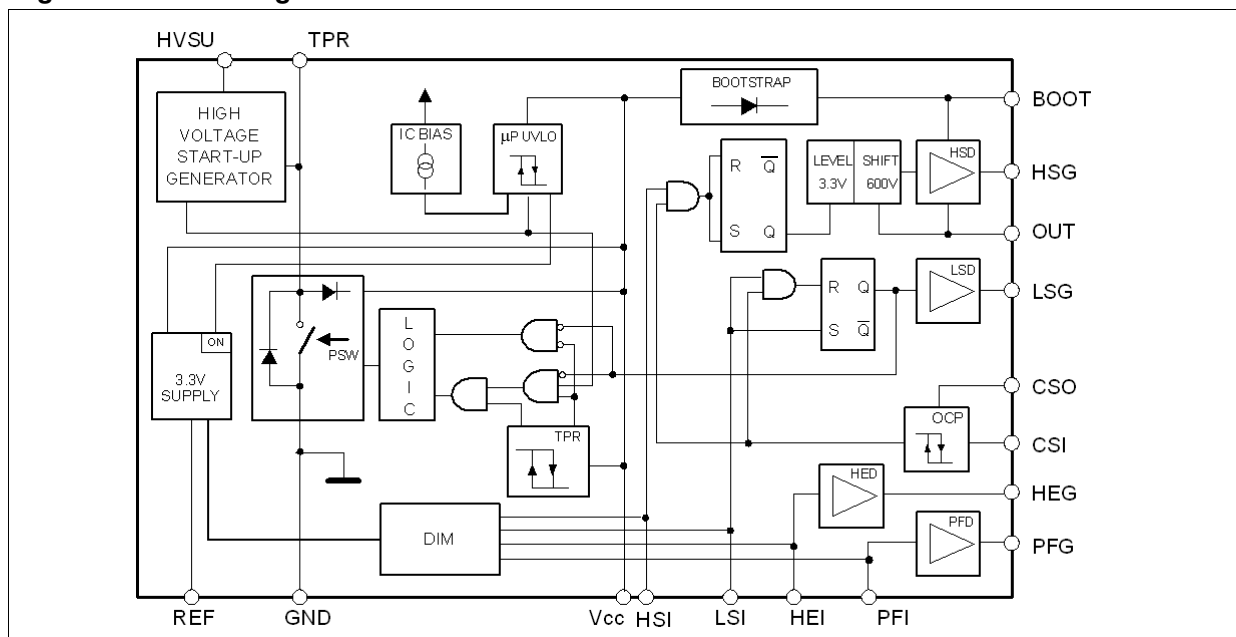 HVSU TPR
BOOTSTRAP
BOOT
HIGH
VOLTAGE
START-UP
GENERATOR
IC BIAS
µP UVLO
R Q
S Q
LEVEL SHIFT
3.3V 600V
HSD
HSG
OUT
R Q
S Q
LSD
LSG
ON
3.3V
SUPPLY
PSW
LOGIC
TPR
CSO
OCP
CSI
HED
HEG
DIM
PFD
PFG
REF GND Vcc HSI LSI HEI PFI